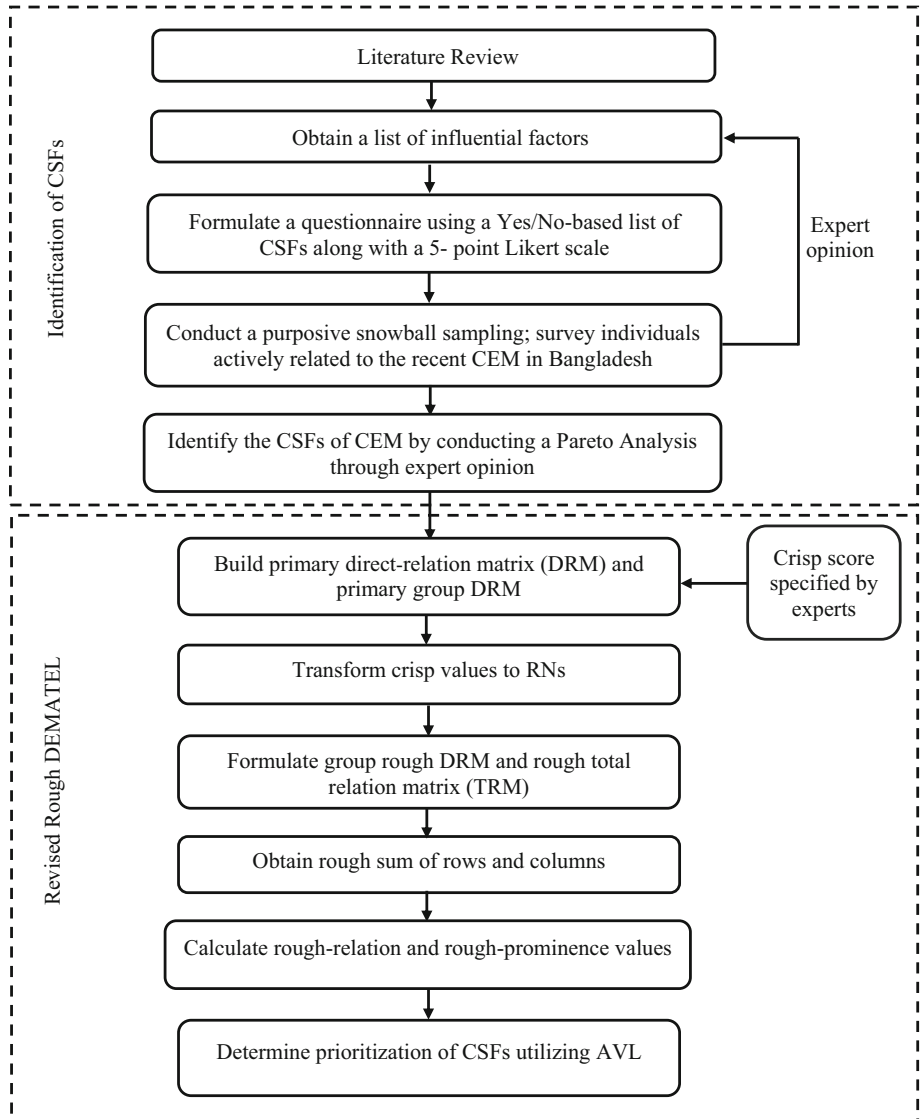 Identification of CSFs
Literature Review
Obtain a list of influential factors
Formulate a questionnaire using a Yes/No-based list of
CSFs along with a 5- point Likert scale
Expert
opinion
Conduct a purposive snowball sampling; survey individuals
actively related to the recent CEM in Bangladesh
Identify the CSFs of CEM by conducting a Pareto Analysis
through expert opinion
Revised Rough DEMATEL
Build primary direct-relation matrix (DRM) and
primary group DRM
Crisp score
specified by
experts
Transform crisp values to RNs
Formulate group rough DRM and rough total
relation matrix (TRM)
Obtain rough sum of rows and columns
Calculate rough-relation and rough-prominence values
Determine prioritization of CSFs utilizing AVL